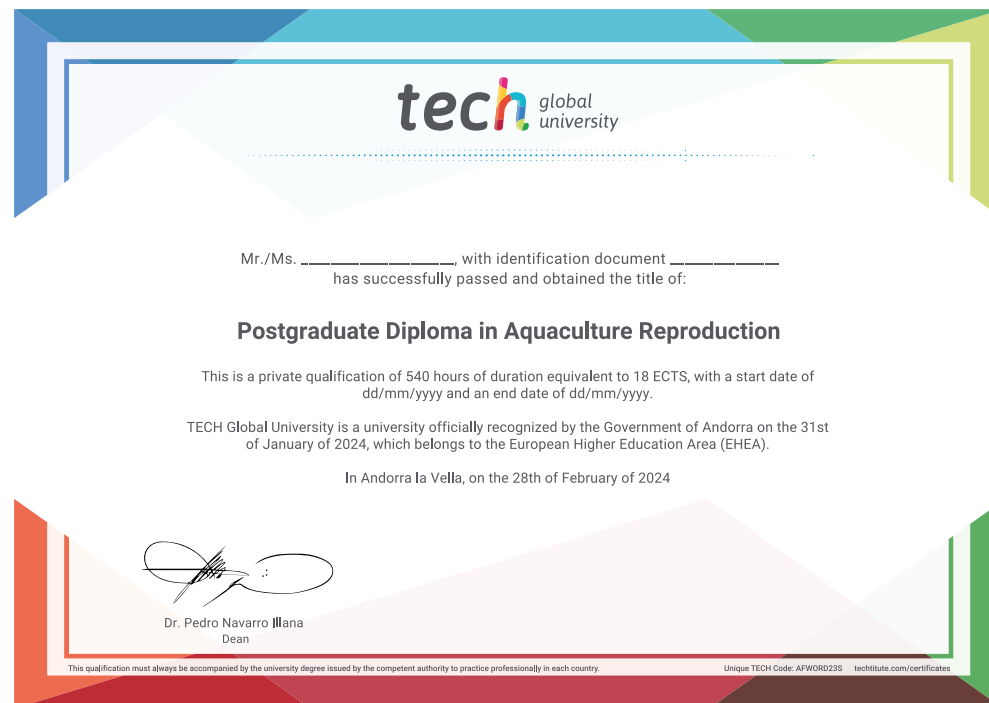 tech global university
Mr./Ms. ____________________, with identification document ______________
has successfully passed and obtained the title of:
Postgraduate Diploma in Aquaculture Reproduction
This is a private qualification of 540 hours of duration equivalent to 18 ECTS, with a start date of
dd/mm/yyyy and an end date of dd/mm/yyyy.
TECH Global University is a university officially recognized by the Government of Andorra on the 31st
of January of 2024, which belongs to the European Higher Education Area (EHEA).
In Andorra la Vella, on the 28th of February of 2024
Dr. Pedro Navarro Illana
Dean
This qualification must always be accompanied by the university degree issued by the competent authority to practice professionally in each country.
Unique TECH Code: AFWORD23S techtitute.com/certificates